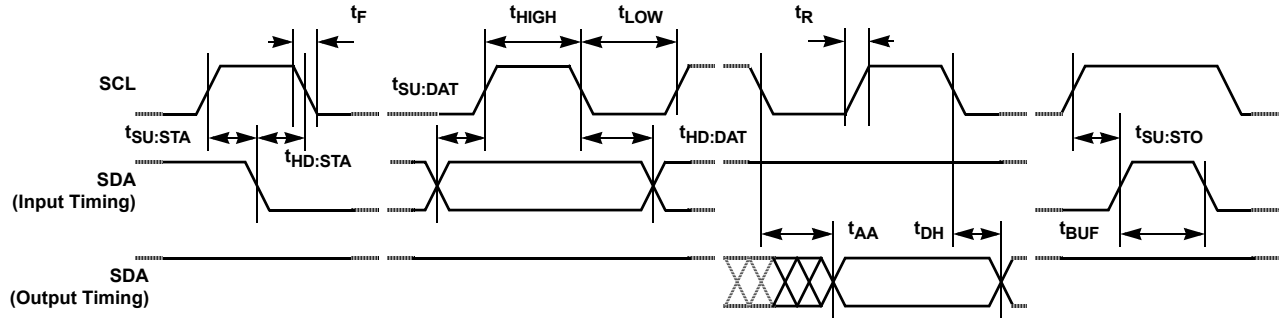 tF
tHIGH
tLOW
tR
SCL
tSU:DAT
tSU:STA
tHD:STA
tHD:DAT
tSU:STO
SDA
(Input Timing)
tAA
tDH
tBUF
SDA
(Output Timing)